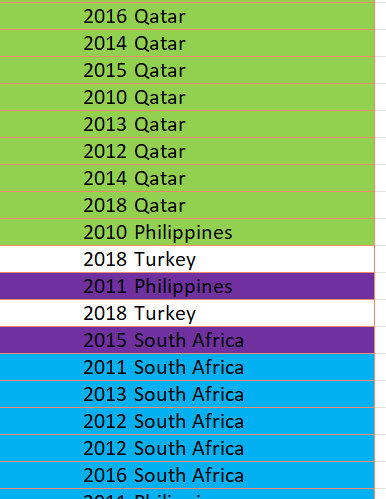 2016 Qatar
2014 Qatar
2015 Qatar
2010 Qatar
2013 Qatar
2012 Qatar
2014 Qatar
2018 Qatar
2010 Philippines
2018 Turkey
2011 Philippines
2018 Turkey
2015 South Africa
2011 South Africa
2013 South Africa
2012 South Africa
2012 South Africa
2016 South Africa